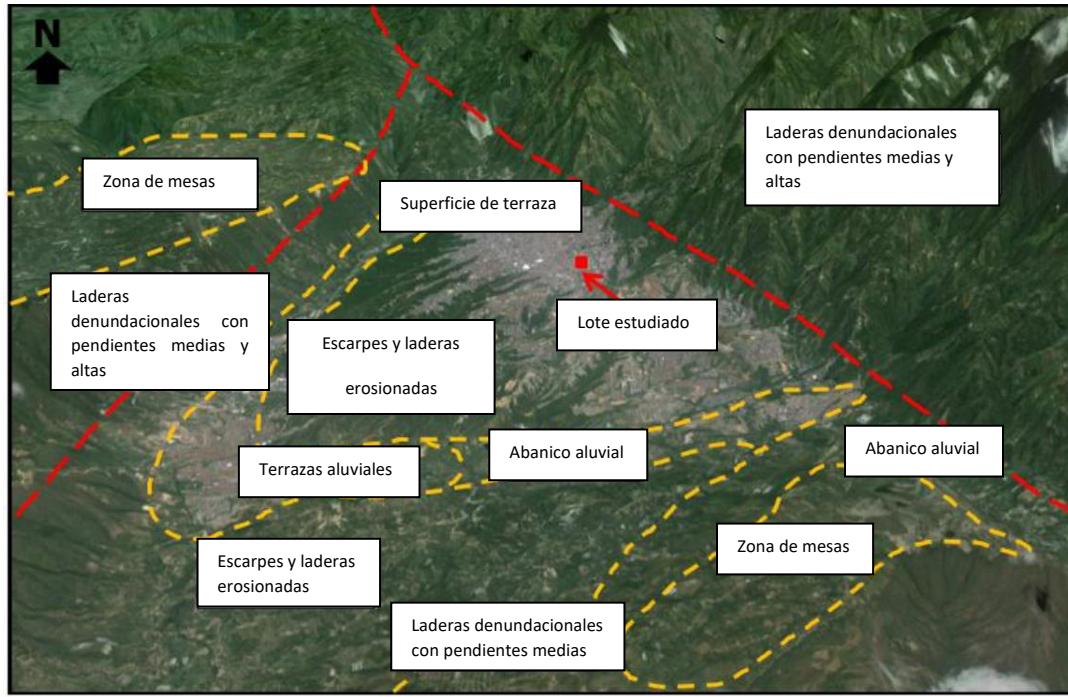 N
Laderas denundacionales
con pendientes medias y
altas
Zona de mesas
Superficie de terraza
Laderas
denundacionales con
pendientes medias y
altas
Lote estudiado
Escarpes y laderas
erosionadas
Abanico aluvial
Abanico aluvial
Terrazas aluviales
Zona de mesas
Escarpes y laderas
erosionadas
Laderas denundacionales
con pendientes medias